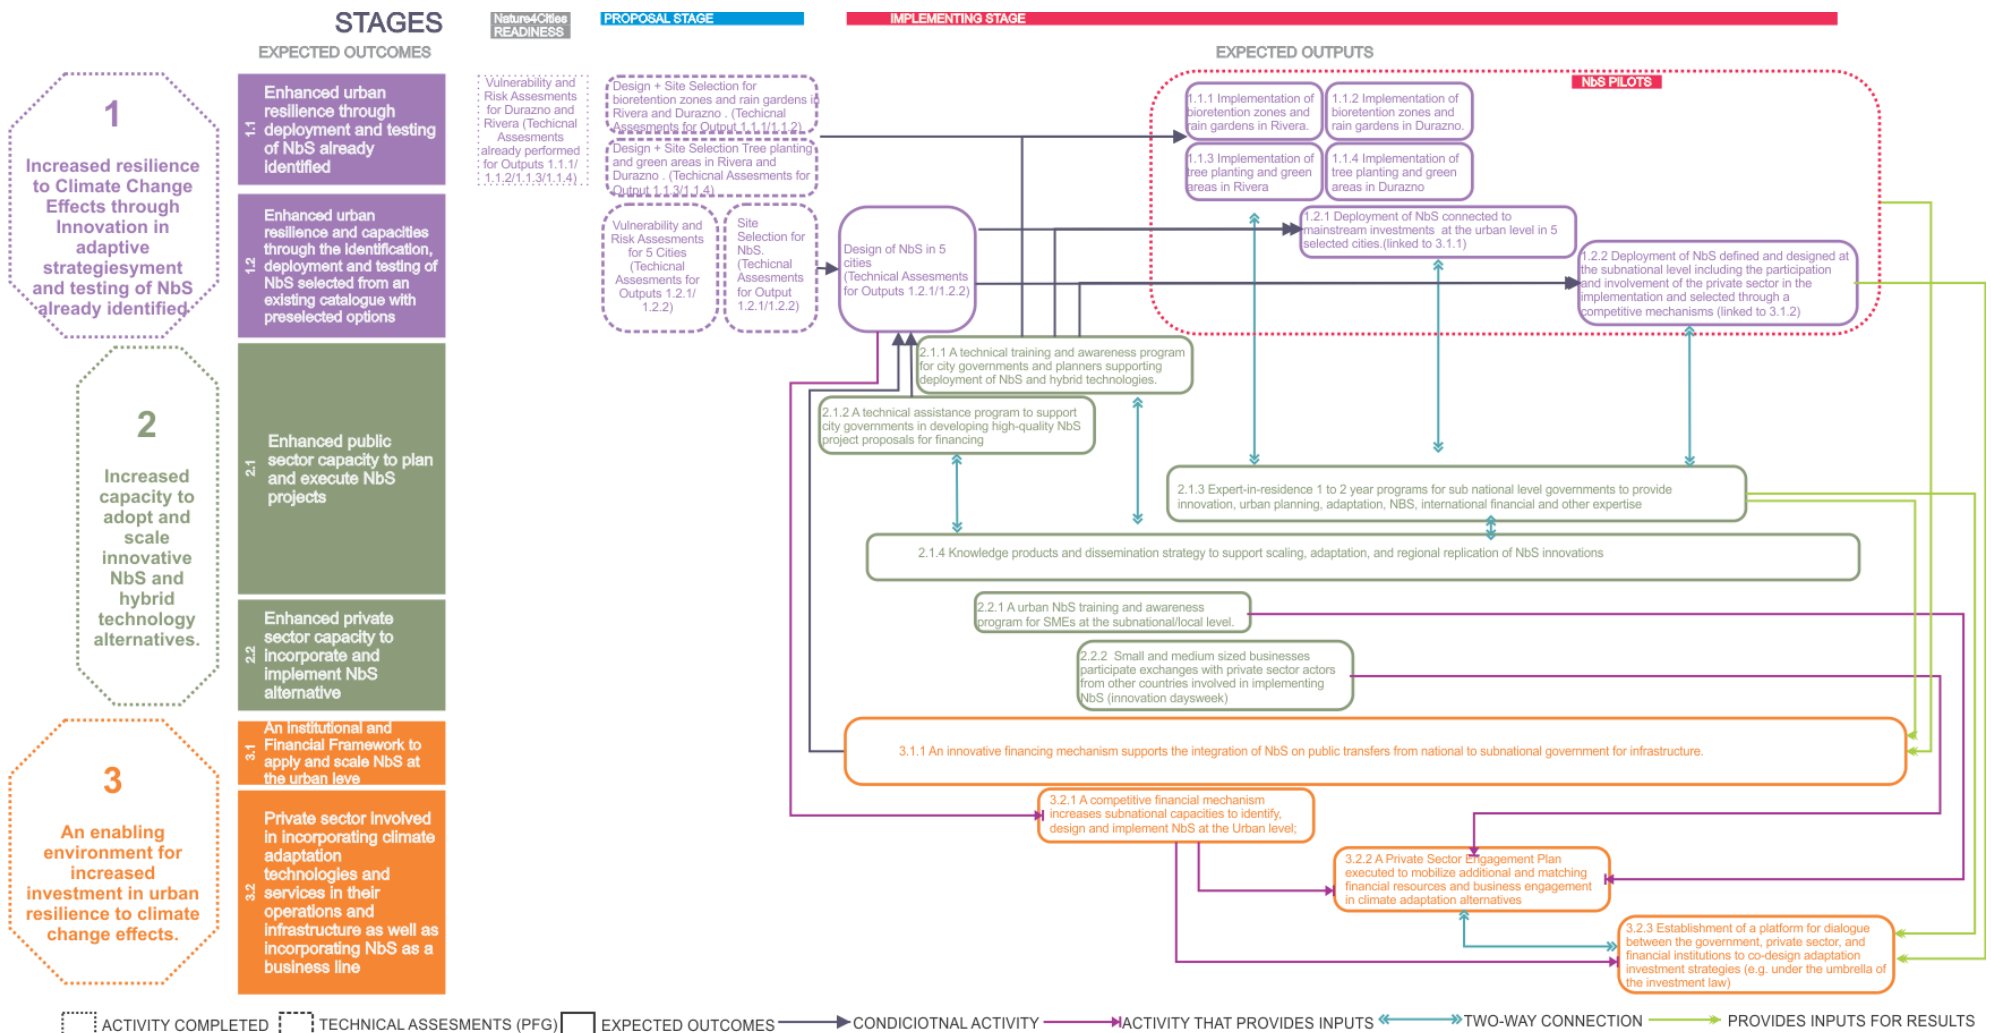 STAGES
Nature4Cities
READINESS
PROPOSAL STAGE
IMPLEMENTING STAGE
EXPECTED OUTCOMES
EXPECTED OUTPUTS
1
Increased resilience
to Climate Change
Effects through
Innovation in
adaptive
strategiesyment
and testing of NbS
already identified.
1.1
Enhanced urban
resilience through
deployment and testing
of NbS already
identified
Vulnerability and
Risk Assesments
for Durazno and
Rivera (Techicnal
Assesments
already performed
for Outputs 1.1.1/
1.1.2/1.1.3/1.1.4)
Design + Site Selection for
bioretention zones and rain gardens in
Rivera and Durazno . (Techicnal
Assesments for Output 1.1.1/1.1.2)
Design + Site Selection Tree planting
and green areas in Rivera and
Durazno . (Techicnal Assesments for
Output 1.1.3/1.1.4)
NbS PILOTS
1.1.1 Implementation of
bioretention zones and
rain gardens in Rivera.
1.1.2 Implementation of
bioretention zones and
rain gardens in Durazno.
1.1.3 Implementation of
tree planting and green
areas in Rivera
1.1.4 Implementation of
tree planting and green
areas in Durazno
1.2
Enhanced urban
resilience and capacities
through the identification,
deployment and testing of
NbS selected from an
existing catalogue with
preselected options
Vulnerability and
Risk Assesments
for 5 Cities
(Techicnal
Assesments for
Outputs 1.2.1/
1.2.2)
Site
Selection for
NbS.
(Techicnal
Assesments
for Output
1.2.1/1.2.2)
Design of NbS in 5
cities
(Technical Assesments
for Outputs 1.2.1/1.2.2)
1.2.1 Deployment of NbS connected to
mainstream investments at the urban level in 5
selected cities.(linked to 3.1.1)
1.2.2 Deployment of NbS defined and designed at
the subnational level including the participation
and involvement of the private sector in the
implementation and selected through a
competitive mechanisms (linked to 3.1.2)
2
Increased
capacity to
adopt and
scale
innovative
NbS and
hybrid
technology
alternatives.
2.1
Enhanced public
sector capacity to plan
and execute NbS
projects
2.1.1 A technical training and awareness program
for city governments and planners supporting
deployment of NbS and hybrid technologies.
2.1.2 A technical assistance program to support
city governments in developing high-quality NbS
project proposals for financing
2.1.3 Expert-in-residence 1 to 2 year programs for sub national level governments to provide
innovation, urban planning, adaptation, NBS, international financial and other expertise
2.1.4 Knowledge products and dissemination strategy to support scaling, adaptation, and regional replication of NbS innovations
2.2
Enhanced private
sector capacity to
incorporate and
implement NbS
alternative
2.2.1 A urban NbS training and awareness
program for SMEs at the subnational/local level.
2.2.2 Small and medium sized businesses
participate exchanges with private sector actors
from other countries involved in implementing
NbS (innovation daysweek)
3
An enabling
environment for
increased
investment in urban
resilience to climate
change effects.
3.1
An institutional and
Financial Framework to
apply and scale NbS at
the urban leve
3.1.1 An innovative financing mechanism supports the integration of NbS on public transfers from national to subnational government for infrastructure.
3.2
Private sector involved
in incorporating climate
adaptation
technologies and
services in their
operations and
infrastructure as well as
incorporating NbS as a
business line
3.2.1 A competitive financial mechanism
increases subnational capacities to identify,
design and implement NbS at the Urban level;
3.2.2 A Private Sector Engagement Plan
executed to mobilize additional and matching
financial resources and business engagement
in climate adaptation alternatives
3.2.3 Establishment of a platform for dialogue
between the government, private sector, and
financial institutions to co-design adaptation
investment strategies (e.g. under the umbrella of
the investment law)
ACTIVITY COMPLETED
TECHNICAL ASSESMENTS (PFG)
EXPECTED OUTCOMES
CONDICIOTNAL ACTIVITY
ACTIVITY THAT PROVIDES INPUTS
TWO-WAY CONNECTION
PROVIDES INPUTS FOR RESULTS